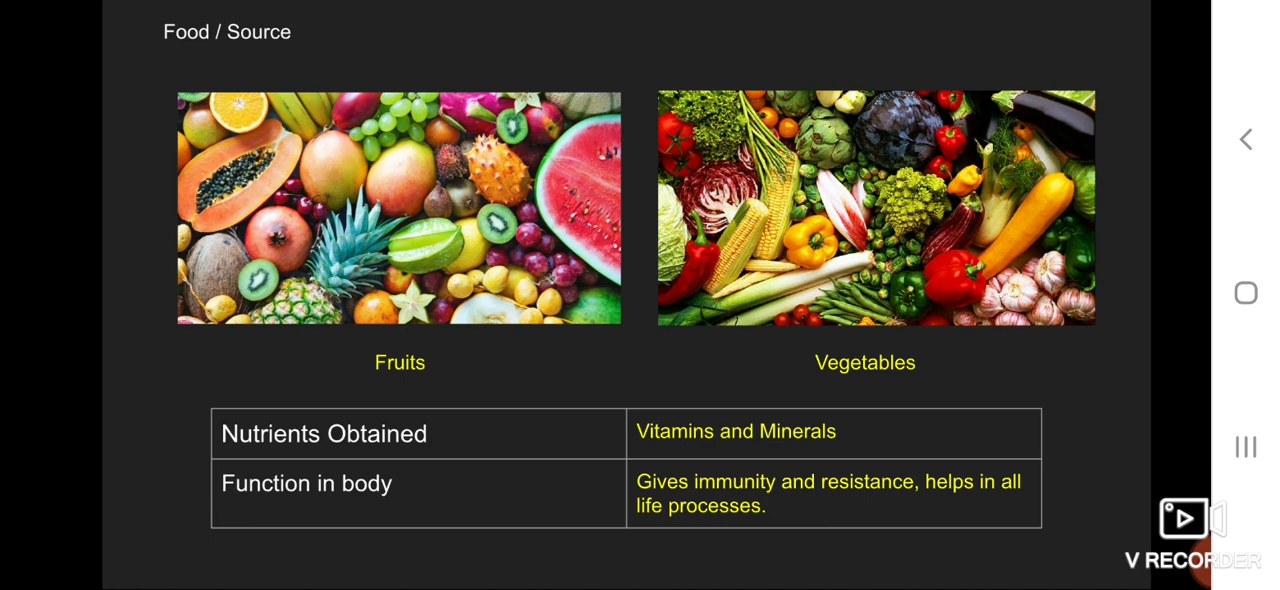 Food / Source
Fruits
Vegetables
Nutrients Obtained
Vitamins and Minerals
Function in body
Gives immunity and resistance, helps in all
life processes.
V RECORDER